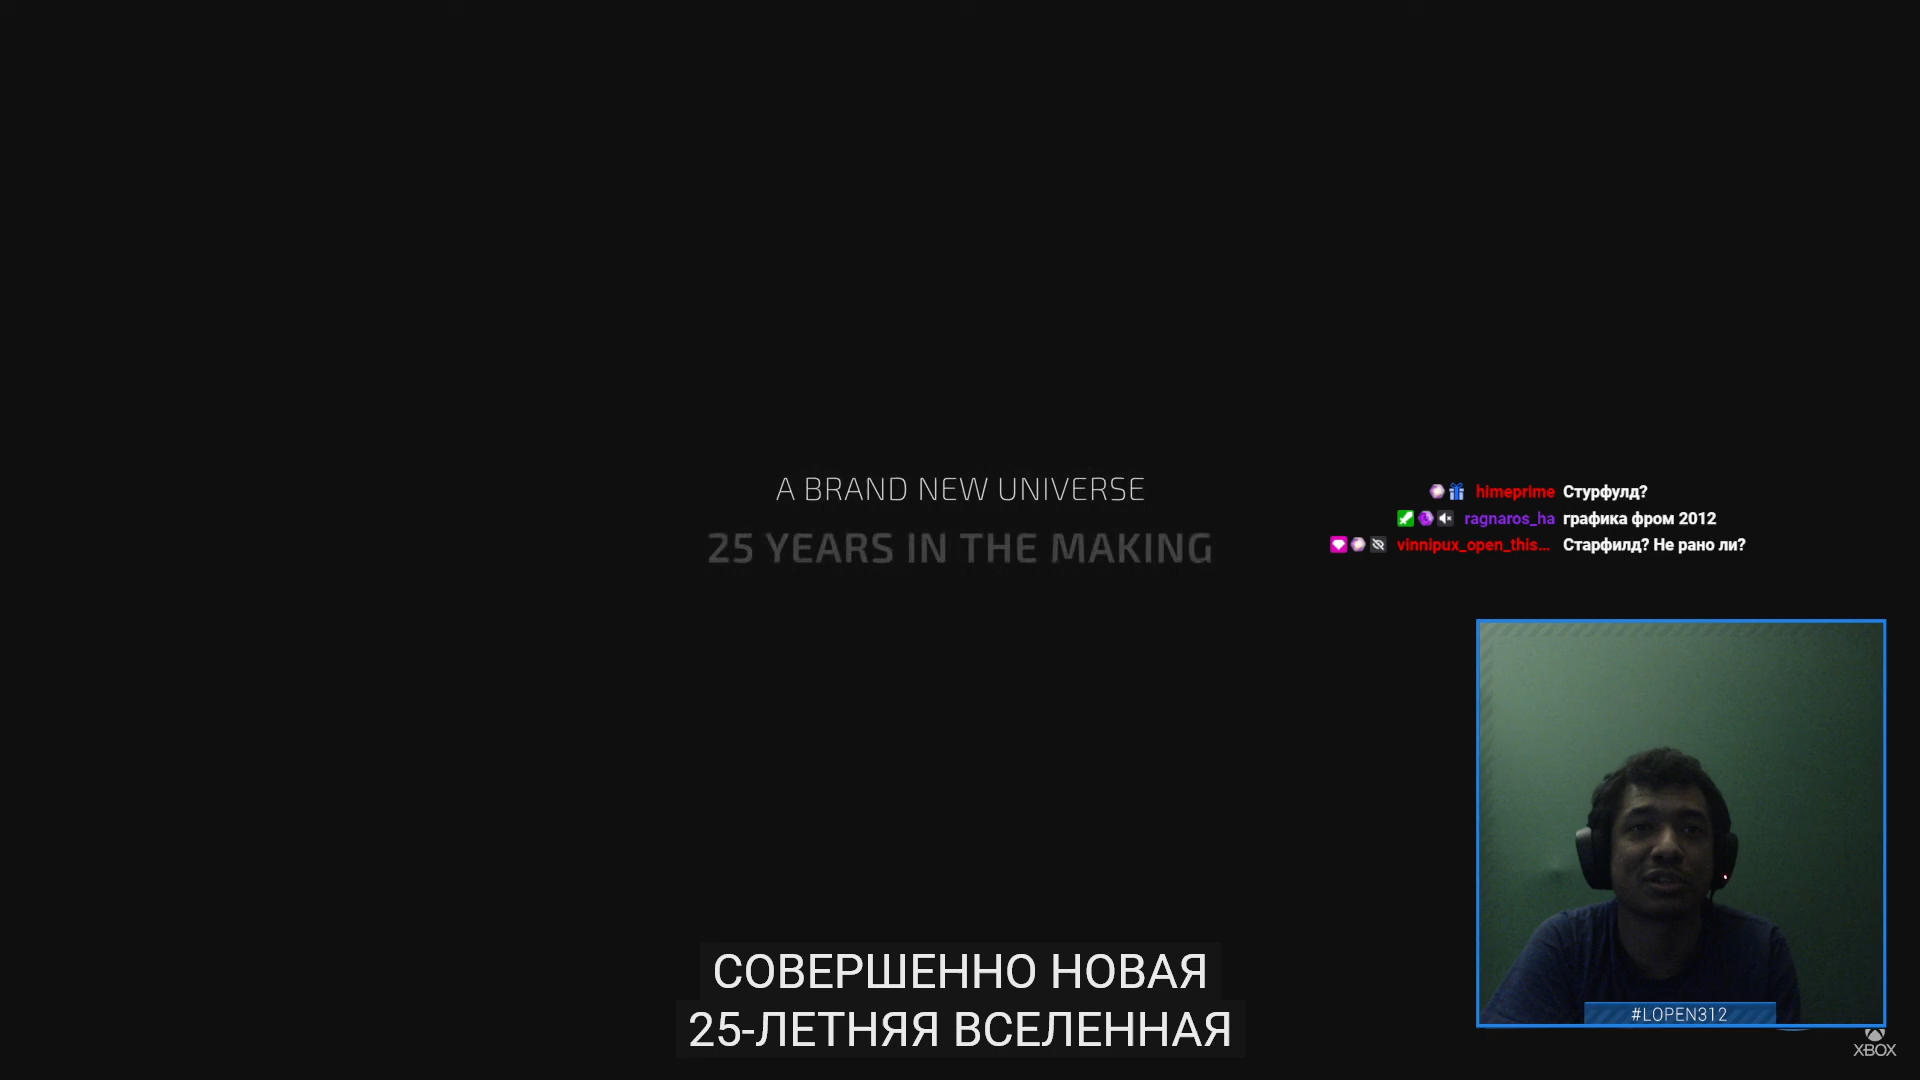 A BRAND NEW UNIVERSE
25 YEARS IN THE MAKING
himeprime Стурфулд?
ragnaros_ha графика фром 2012
vinnipux_open_this... Старфилд? Не рано ли?
СОВЕРШЕННО НОВАЯ
25-ЛЕТНЯЯ ВСЕЛЕННАЯ
#LOPEN312
XBOX